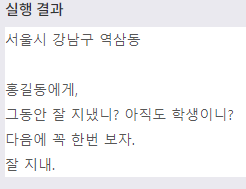 실행 결과
서울시 강남구 역삼동
홍길동에게,
그동안 잘 지냈니? 아직도 학생이니?
다음에 꼭 한번 보자.
잘 지내.